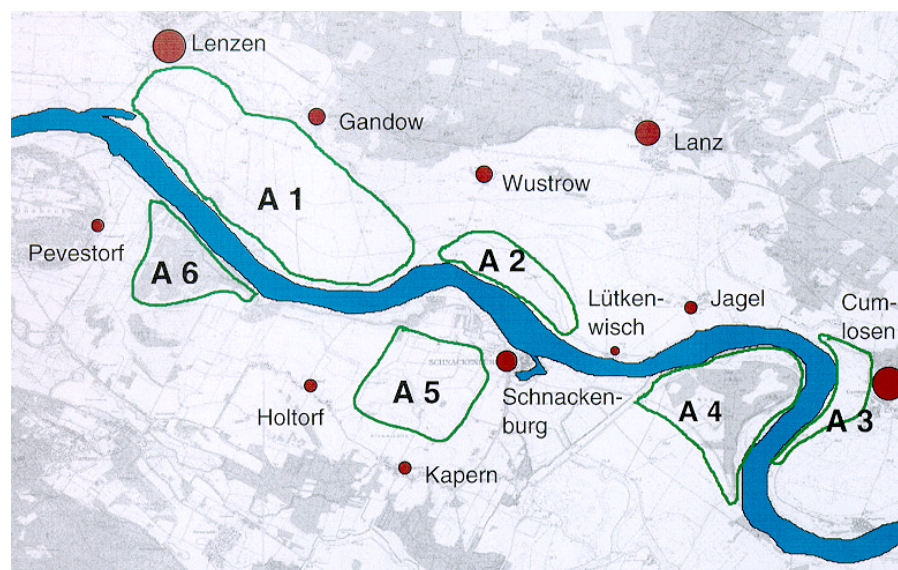 Lenzen
Gandow
Lanz
Wustrow
A 1
Pevestorf
A 6
A 2
Lütken-
wisch
Jagel
Cum-
losen
SCHNACKENBURG
A 5
Holtorf
Schnacken-
burg
A 4
A 3
Kapern